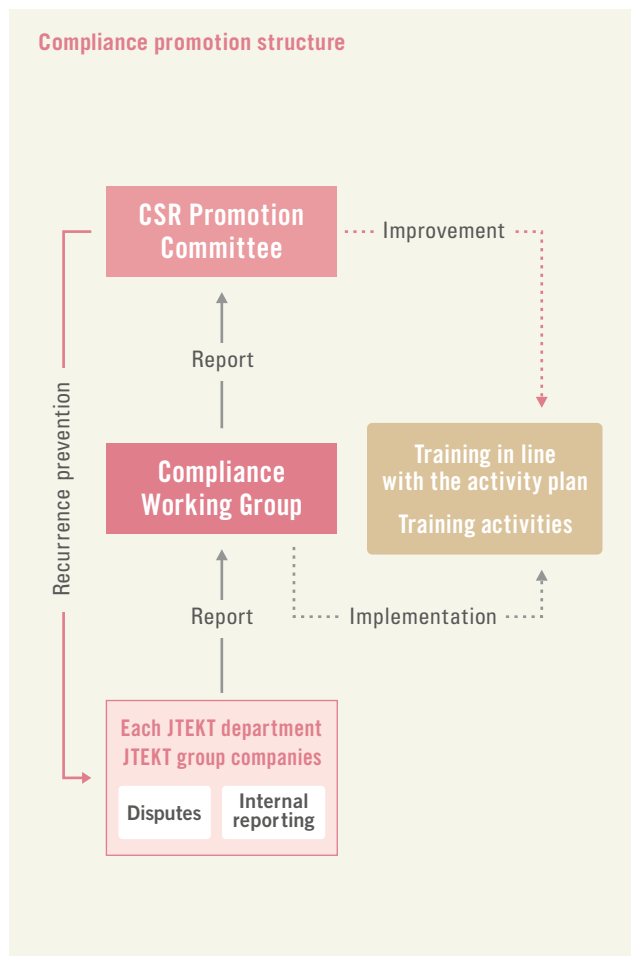 Compliance promotion structure
CSR Promotion
Committee
Improvement
Report
Recurrence prevention
Compliance
Working Group
Training in line
with the activity plan
Training activities
Report
Implementation
Each JTEKT department
JTEKT group companies
Disputes
Internal
reporting